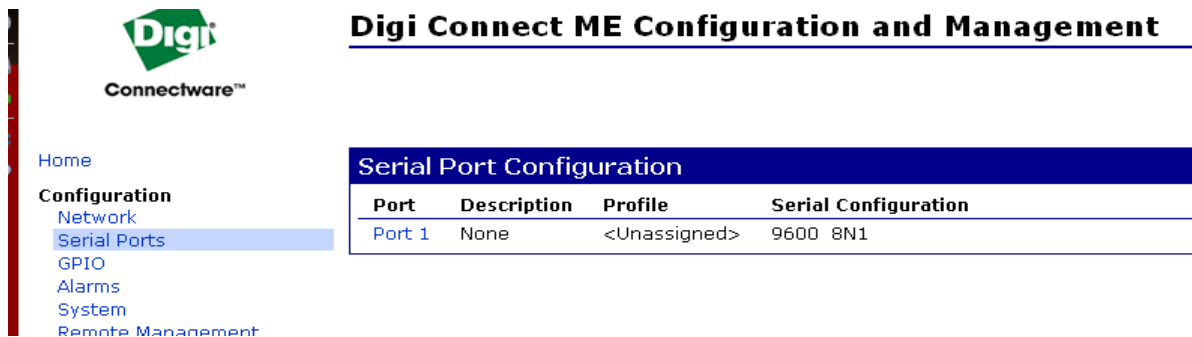 Digi
Connectware™
Digi Connect ME Configuration and Management
Home
Configuration
Network
Serial Ports
GPIO
Alarms
System
Remote Management
Serial Port Configuration
Port Description Profile Serial Configuration
Port 1 None <Unassigned> 9600 8N1